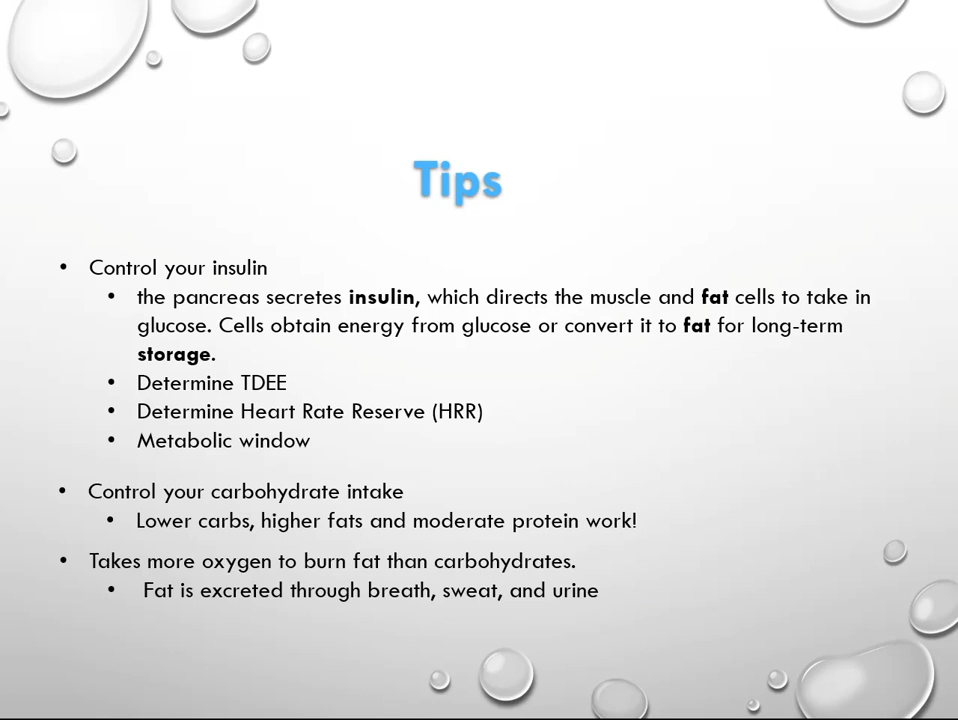 Tips
• Control your insulin
• the pancreas secretes insulin, which directs the muscle and fat cells to take in
glucose. Cells obtain energy from glucose or convert it to fat for long-term
storage.
• Determine TDEE
• Determine Heart Rate Reserve (HRR)
• Metabolic window
• Control your carbohydrate intake
• Lower carbs, higher fats and moderate protein work!
• Takes more oxygen to burn fat than carbohydrates.
• Fat is excreted through breath, sweat, and urine